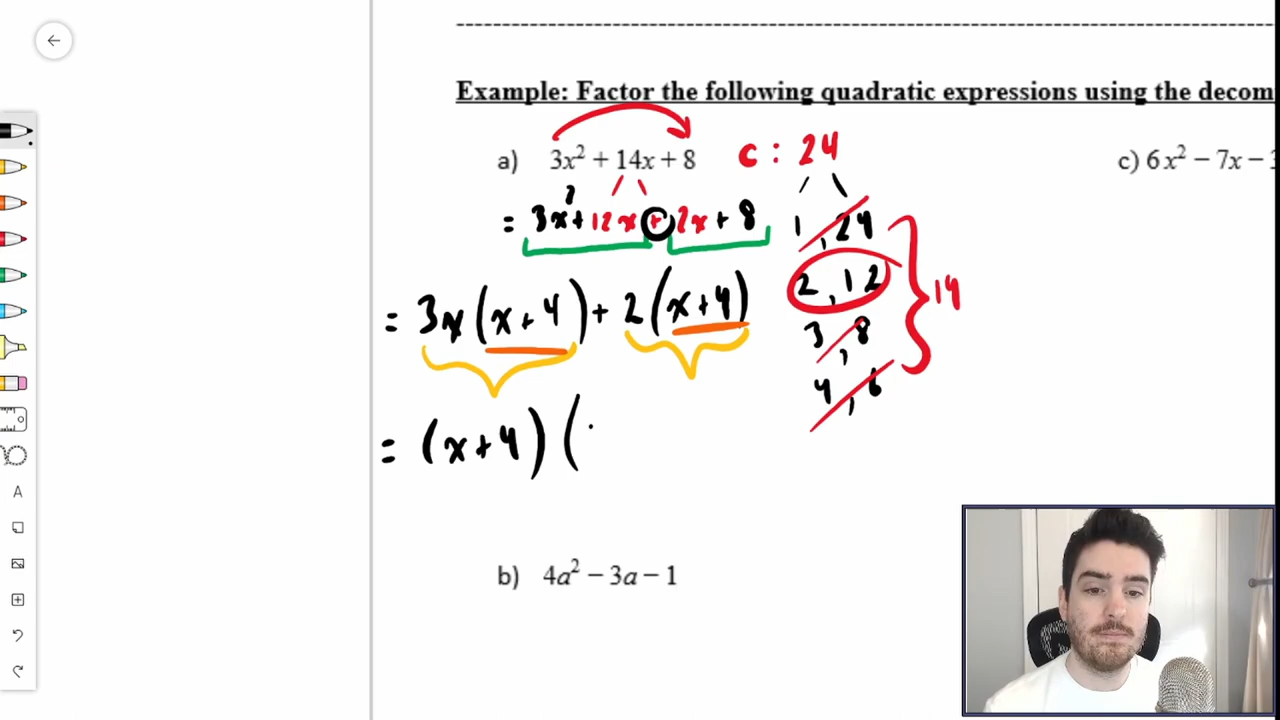 Example: Factor the following quadratic expressions using the decom
a) 3x² + 14x + 8 c : 24
c) 6x² − 7x − 3
= 3x² + 12x + 2x + 8
1, 24
2, 12
3, 8
4, 6
14
= 3x(x+4) + 2(x+4)
= (x+4)(
b) 4a² − 3a − 1
A